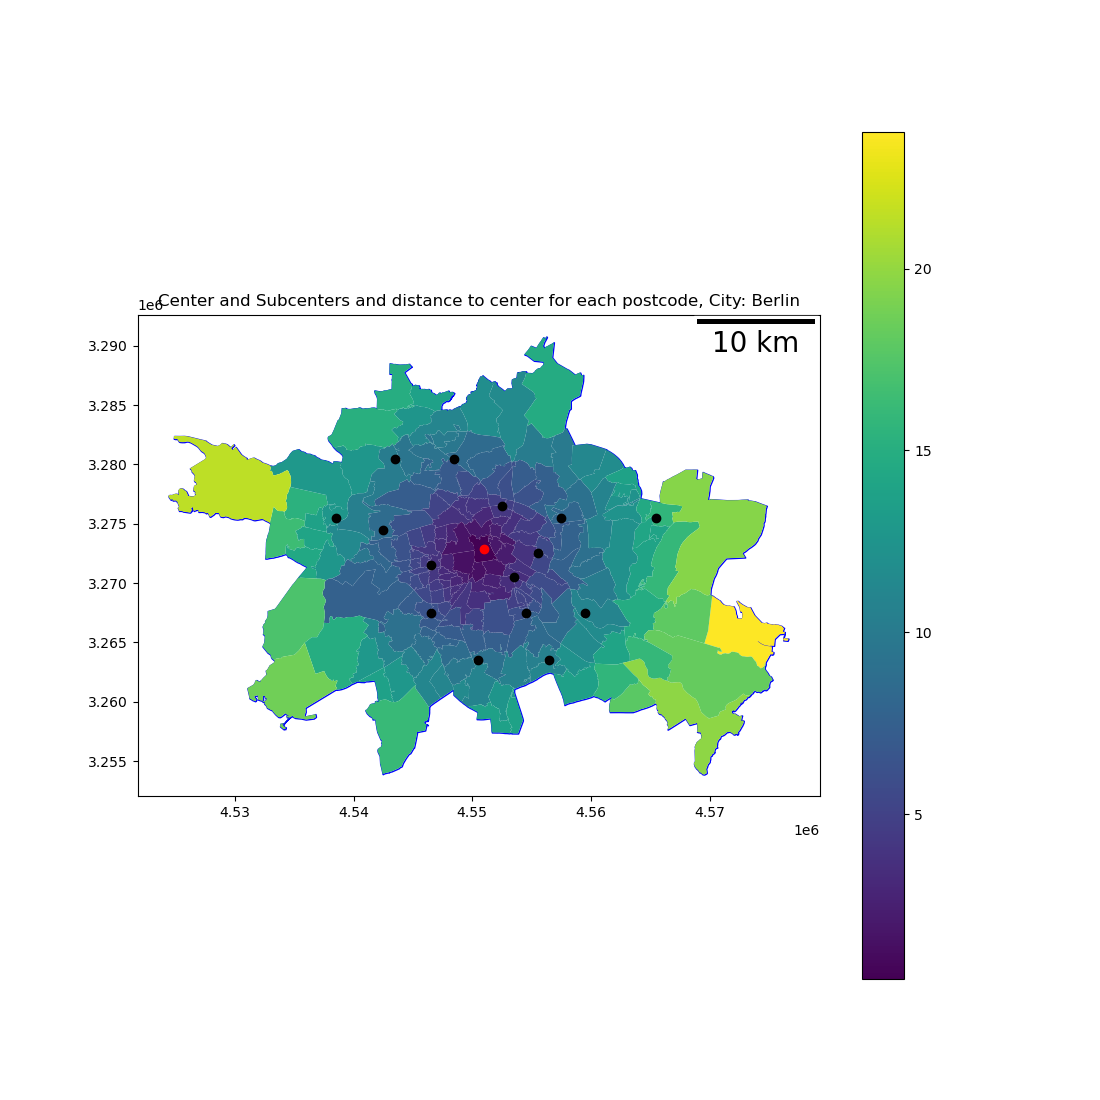 1e6
Center and Subcenters and distance to center for each postcode, City: Berlin
10 km
3.290
3.285
3.280
3.275
3.270
3.265
3.260
3.255
4.53 4.54 4.55 4.56 4.57
1e6
20
15
10
5